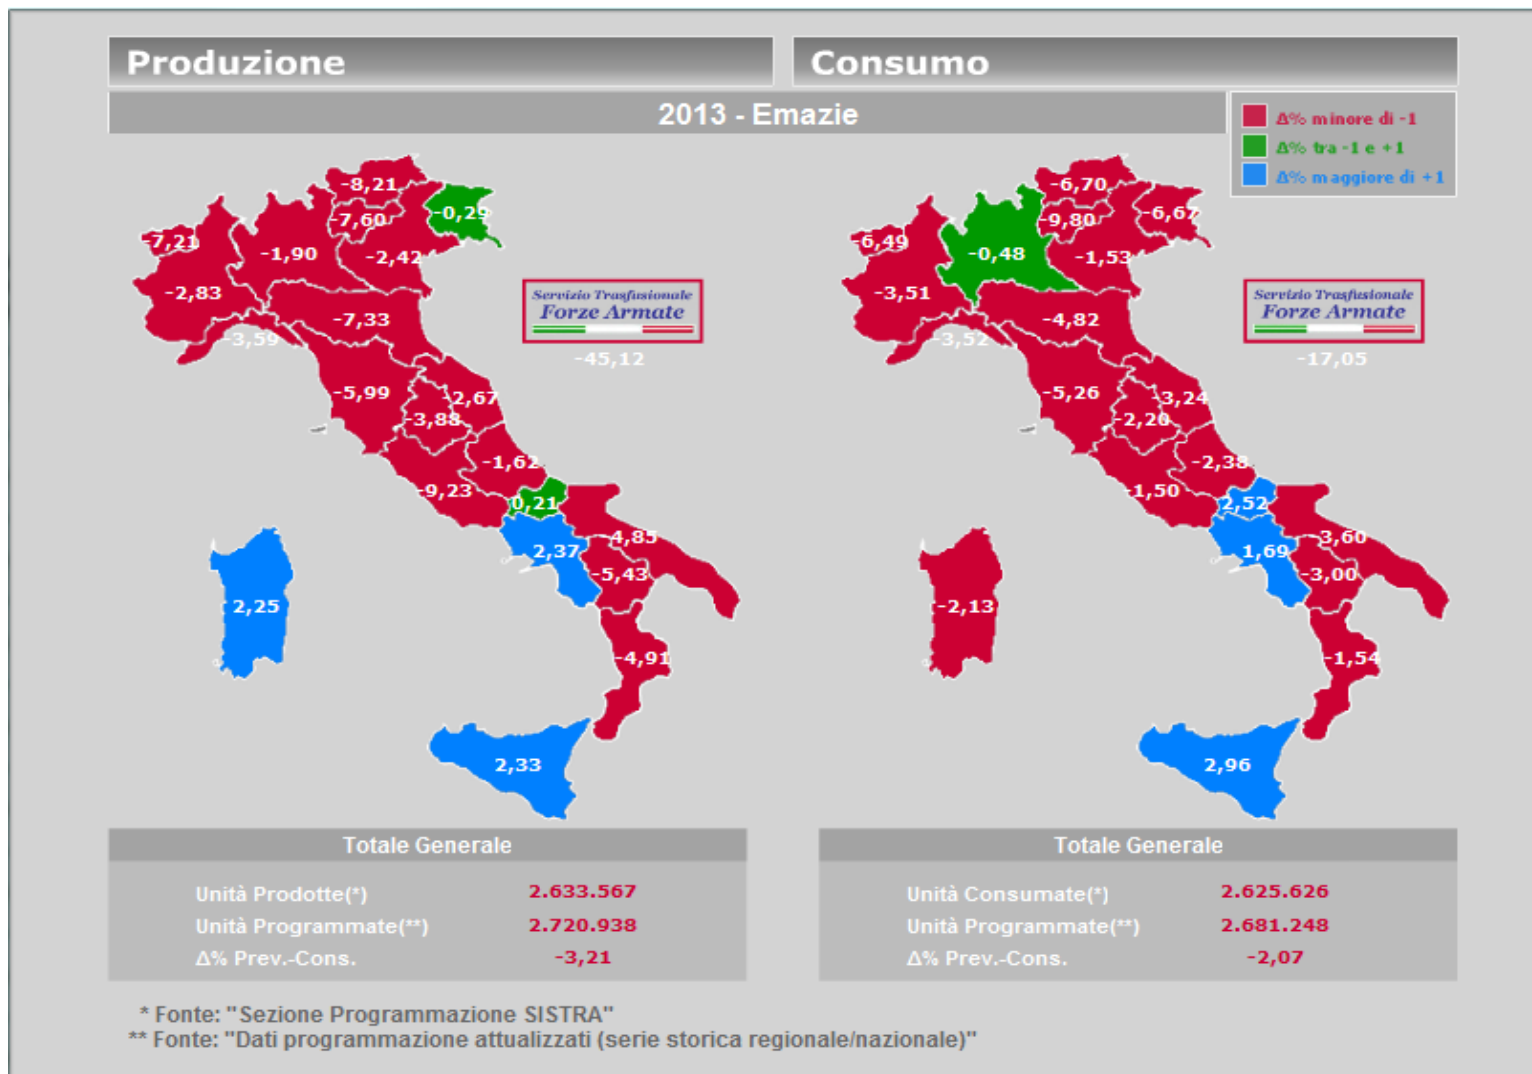 Produzione
Consumo
2013 - Emazie
Δ% minore di -1
Δ% tra -1 e +1
Δ% maggiore di +1
-8,21
-7,60
-0,29
-7,21
-1,90
-2,42
-2,83
-7,33
-3,59
Servizio Trasfusionale
Forze Armate
-45,12
-5,99
-2,67
-3,88
-1,62
-9,23
0,21
4,85
2,37
-5,43
2,25
-4,91
2,33
-6,70
-9,80
-6,67
-6,49
-0,48
-1,53
-3,51
-4,82
-3,52
Servizio Trasfusionale
Forze Armate
-17,05
-5,26
-3,24
-2,20
-2,38
-1,50
2,52
3,60
1,69
-3,00
-2,13
-1,54
2,96
Totale Generale
Unità Prodotte(*) 2.633.567
Unità Programmate(**) 2.720.938
Δ% Prev.-Cons. -3,21
Totale Generale
Unità Consumate(*) 2.625.626
Unità Programmate(**) 2.681.248
Δ% Prev.-Cons. -2,07
* Fonte: "Sezione Programmazione SISTRA"
** Fonte: "Dati programmazione attualizzati (serie storica regionale/nazionale)"